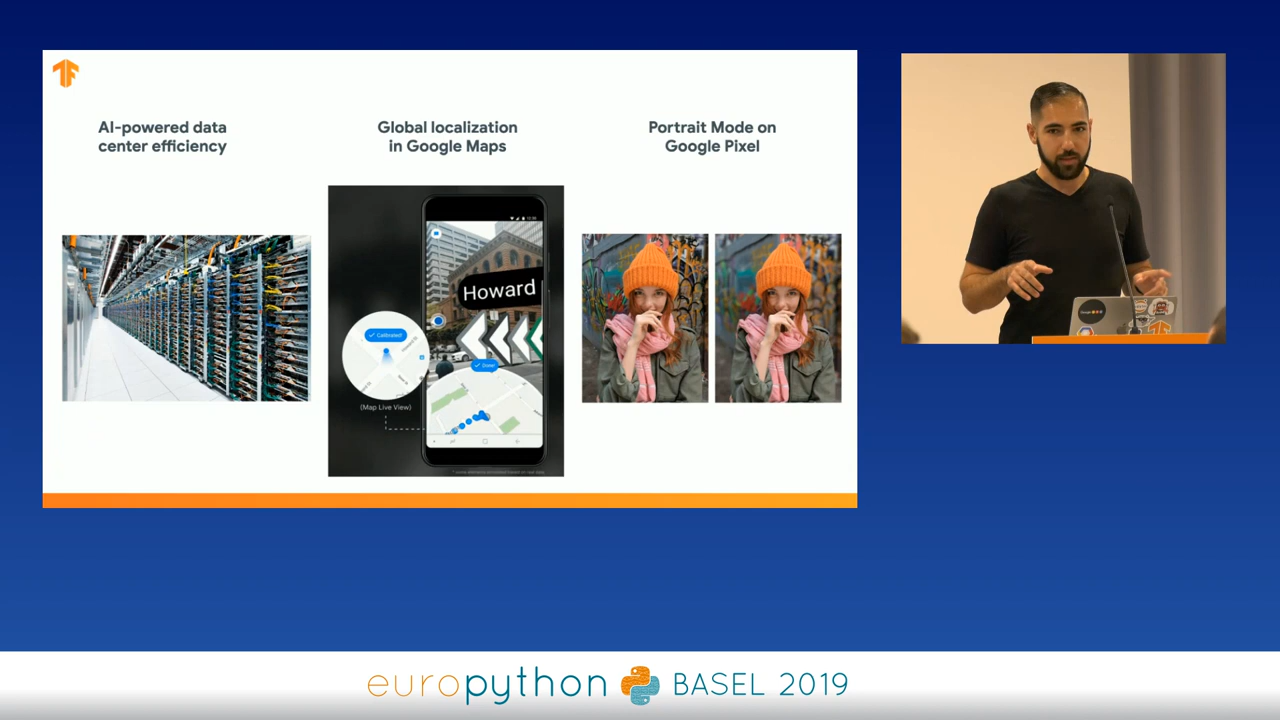 AI-powered data
center efficiency
Global localization
in Google Maps
Portrait Mode on
Google Pixel
Howard
Calibrated
Done
(Map Live View)
europython BASEL 2019